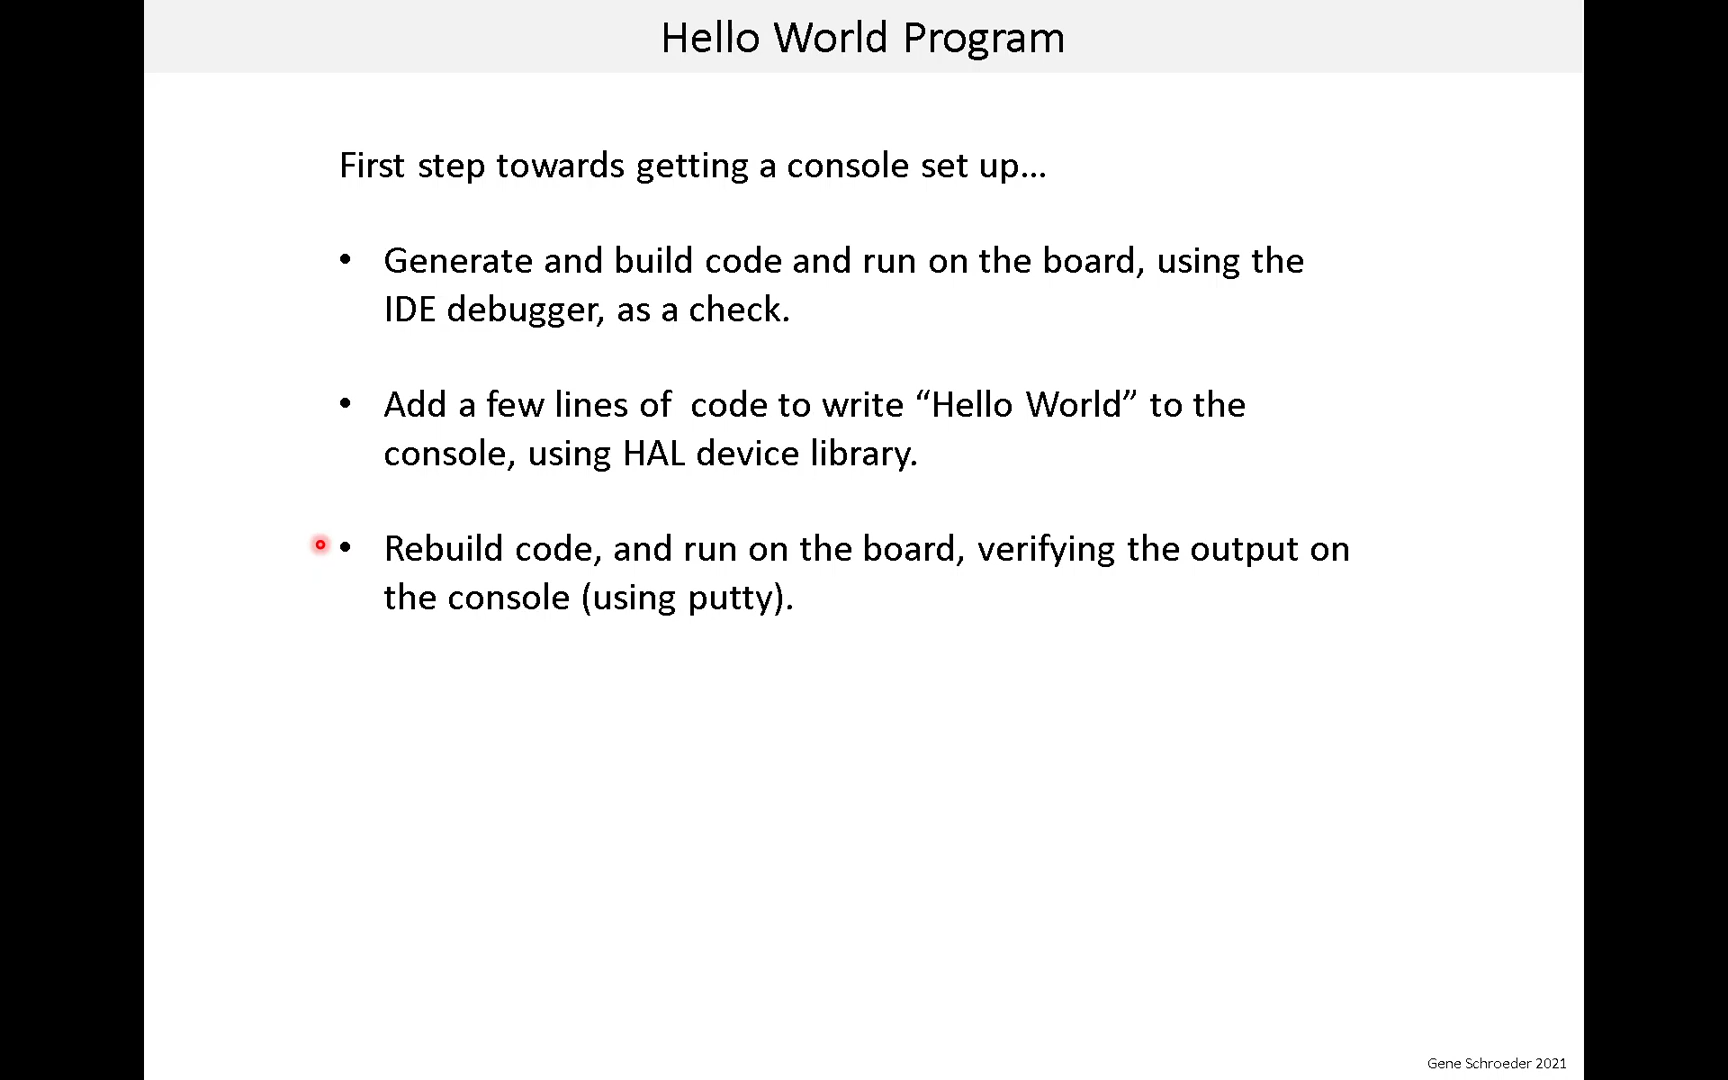 Hello World Program
First step towards getting a console set up...
• Generate and build code and run on the board, using the
IDE debugger, as a check.
• Add a few lines of  code to write “Hello World” to the
console, using HAL device library.
• Rebuild code, and run on the board, verifying the output on
the console (using putty).
Gene Schroeder 2021